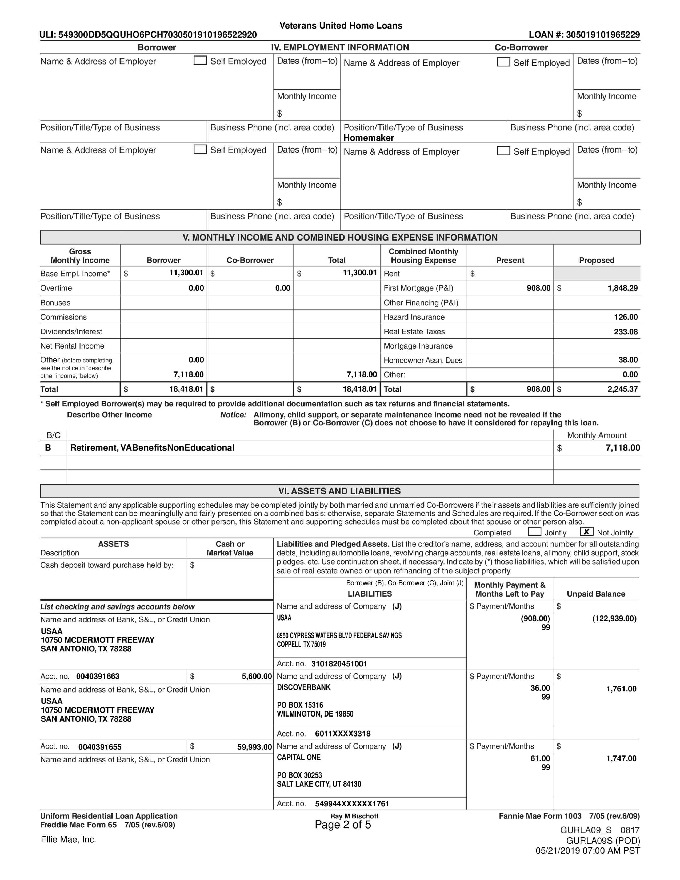 Veterans United Home Loans
ULI: 549300DD5QQUHO6PCH7030501910196522920 LOAN #: 305019101965229
Borrower IV. EMPLOYMENT INFORMATION Co-Borrower
Name & Address of Employer Self Employed Dates (from–to) Name & Address of Employer Self Employed Dates (from–to)
Monthly Income Monthly Income
$ $
Position/Title/Type of Business Business Phone (incl. area code) Position/Title/Type of Business Business Phone (incl. area code)
Homemaker
Name & Address of Employer Self Employed Dates (from–to) Name & Address of Employer Self Employed Dates (from–to)
Monthly Income Monthly Income
$ $
Position/Title/Type of Business Business Phone (incl. area code) Position/Title/Type of Business Business Phone (incl. area code)
V. MONTHLY INCOME AND COMBINED HOUSING EXPENSE INFORMATION
Gross Monthly Income Borrower Co-Borrower Total Combined Monthly Housing Expense Present Proposed
Base Empl. Income* $ 11,300.01 $ $ 11,300.01 Rent $
Overtime 0.00 0.00 First Mortgage (P&I) 908.00 $ 1,848.29
Bonuses Other Financing (P&I)
Commissions Hazard Insurance 126.00
Dividends/Interest Real Estate Taxes 233.08
Net Rental Income Mortgage Insurance
Other (before completing, 0.00 Homeowner Assn. Dues 38.00
see the notice in "describe
other income," below) 7,118.00 7,118.00 Other: 0.00
Total $ 18,418.01 $ $ 18,418.01 Total $ 908.00 $ 2,245.37
* Self Employed Borrower(s) may be required to provide additional documentation such as tax returns and financial statements.
Describe Other Income Notice: Alimony, child support, or separate maintenance income need not be revealed if the
Borrower (B) or Co-Borrower (C) does not choose to have it considered for repaying this loan.
B/C Monthly Amount
B Retirement, VABenefitsNonEducational $ 7,118.00
VI. ASSETS AND LIABILITIES
This Statement and any applicable supporting schedules may be completed jointly by both married and unmarried Co-Borrowers if their assets and liabilities are sufficiently joined
so that the Statement can be meaningfully and fairly presented on a combined basis; otherwise, separate Statements and Schedules are required. If the Co-Borrower section was
completed about a non-applicant spouse or other person, this Statement and supporting schedules must be completed about that spouse or other person also.
Completed Jointly X Not Jointly
ASSETS
Description
Cash or
Market Value
Liabilities and Pledged Assets. List the creditor's name, address, and account number for all outstanding
debts, including automobile loans, revolving charge accounts, real estate loans, alimony, child support, stock
pledges, etc. Use continuation sheet, if necessary. Indicate by (*) those liabilities, which will be satisfied upon
sale of real estate owned or upon refinancing of the subject property.
Cash deposit toward purchase held by: $
Borrower (B), Co-Borrower (C), Joint (J)
LIABILITIES
Monthly Payment &
Months Left to Pay
Unpaid Balance
List checking and savings accounts below
Name and address of Bank, S&L, or Credit Union
USAA
10750 MCDERMOTT FREEWAY
SAN ANTONIO, TX 78288
Name and address of Company (J)
USAA
8950 CYPRESS WATERS BLVD FEDERAL SAVINGS
COPPELL TX 75019
Acct. no. 3101820451001
$ Payment/Months
(908.00)
99
$
(122,939.00)
Acct. no. 0040391663 $ 5,600.00
Name and address of Bank, S&L, or Credit Union
USAA
10750 MCDERMOTT FREEWAY
SAN ANTONIO, TX 78288
Name and address of Company (J)
DISCOVERBANK
PO BOX 15316
WILMINGTON, DE 19850
Acct. no. 6011XXXX3318
$ Payment/Months
36.00
99
$
1,761.00
Acct. no. 0040391655 $ 59,993.00
Name and address of Bank, S&L, or Credit Union
Name and address of Company (J)
CAPITAL ONE
PO BOX 30253
SALT LAKE CITY, UT 84130
Acct. no. 549944XXXXXX1761
$ Payment/Months
61.00
99
$
1,747.00
Uniform Residential Loan Application
Freddie Mac Form 65 7/05 (rev.6/09)
Ray M Bischott
Page 2 of 5
Fannie Mae Form 1003 7/05 (rev.6/09)
Ellie Mae, Inc.
GURLA09_S 0817
GURLA09S (POD)
05/21/2019 07:00 AM PST